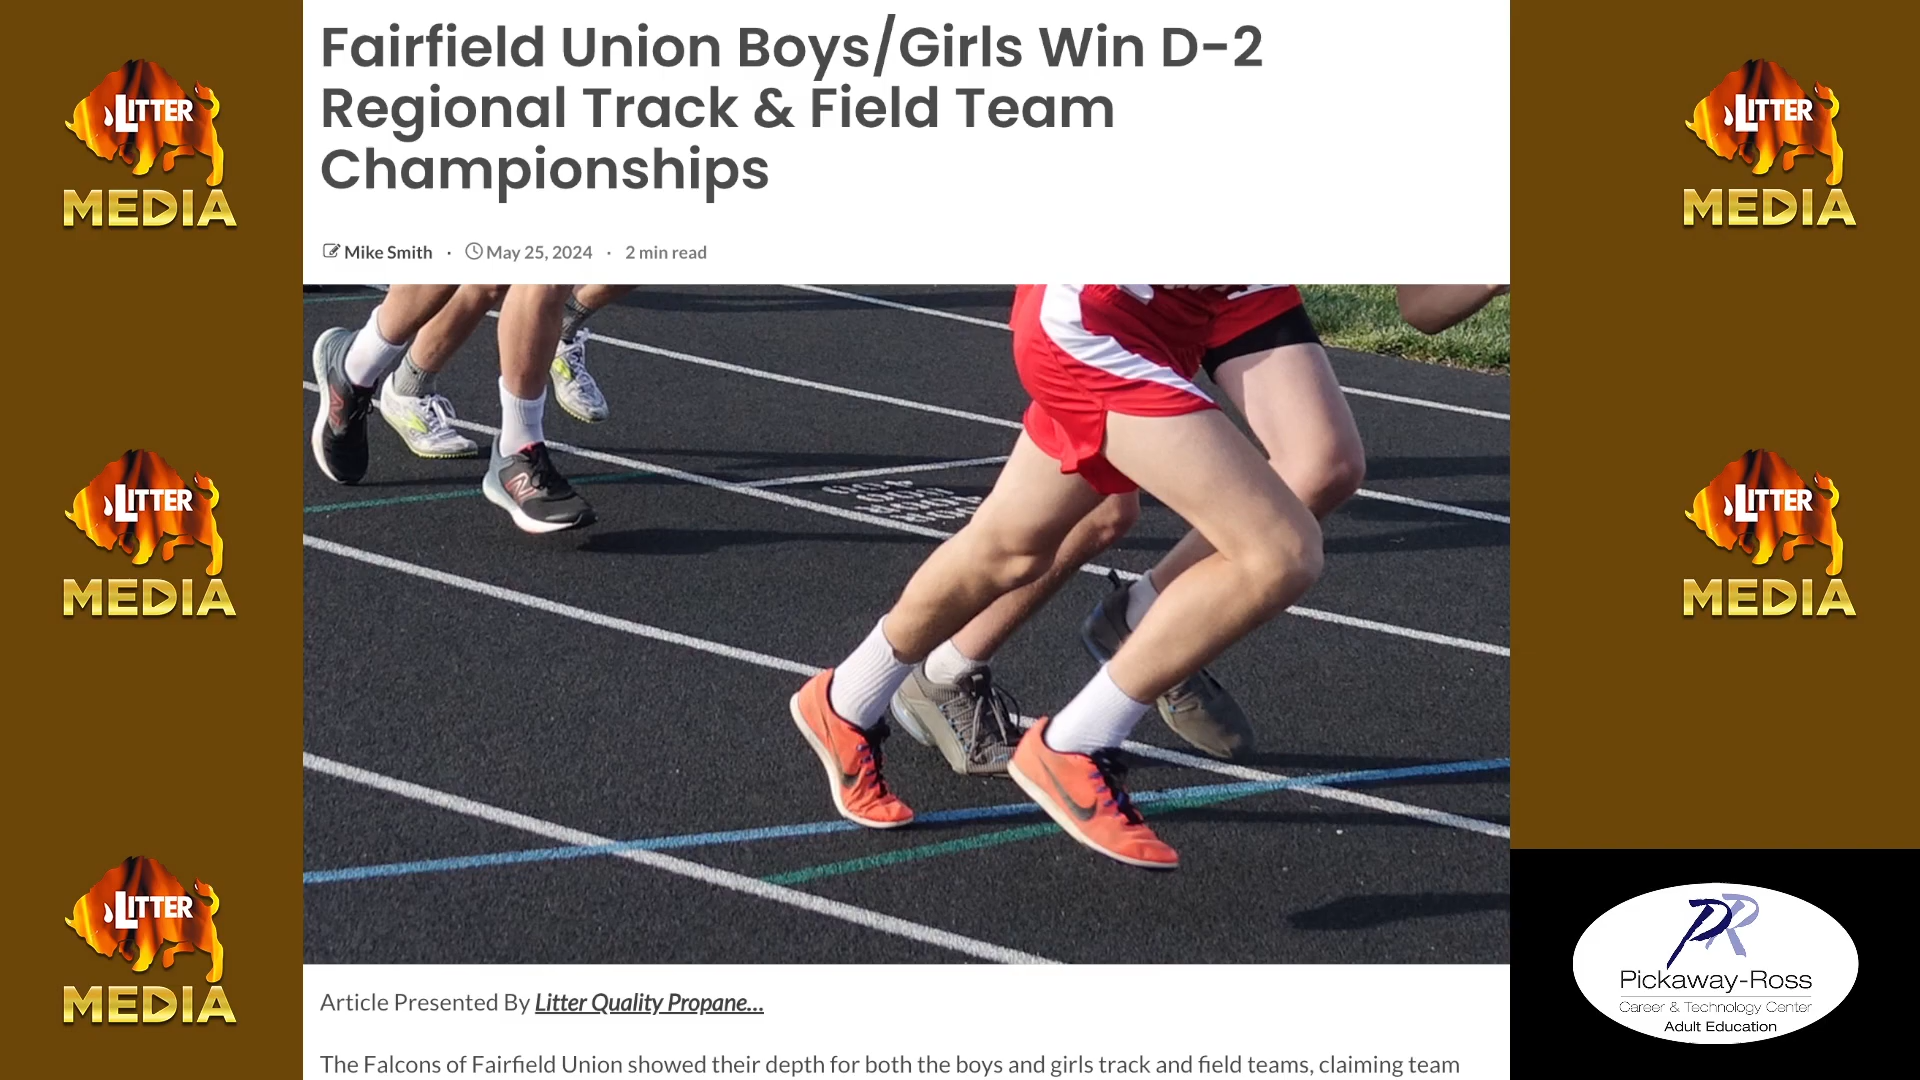 Fairfield Union Boys/Girls Win D-2
Regional Track & Field Team
Championships
Mike Smith · May 25, 2024 · 2 min read
Article Presented By Litter Quality Propane...
The Falcons of Fairfield Union showed their depth for both the boys and girls track and field teams, claiming team
LITTER
MEDIA
LITTER
MEDIA
LITTER
MEDIA
LITTER
MEDIA
LITTER
MEDIA
PR
Pickaway-Ross
Career & Technology Center
Adult Education